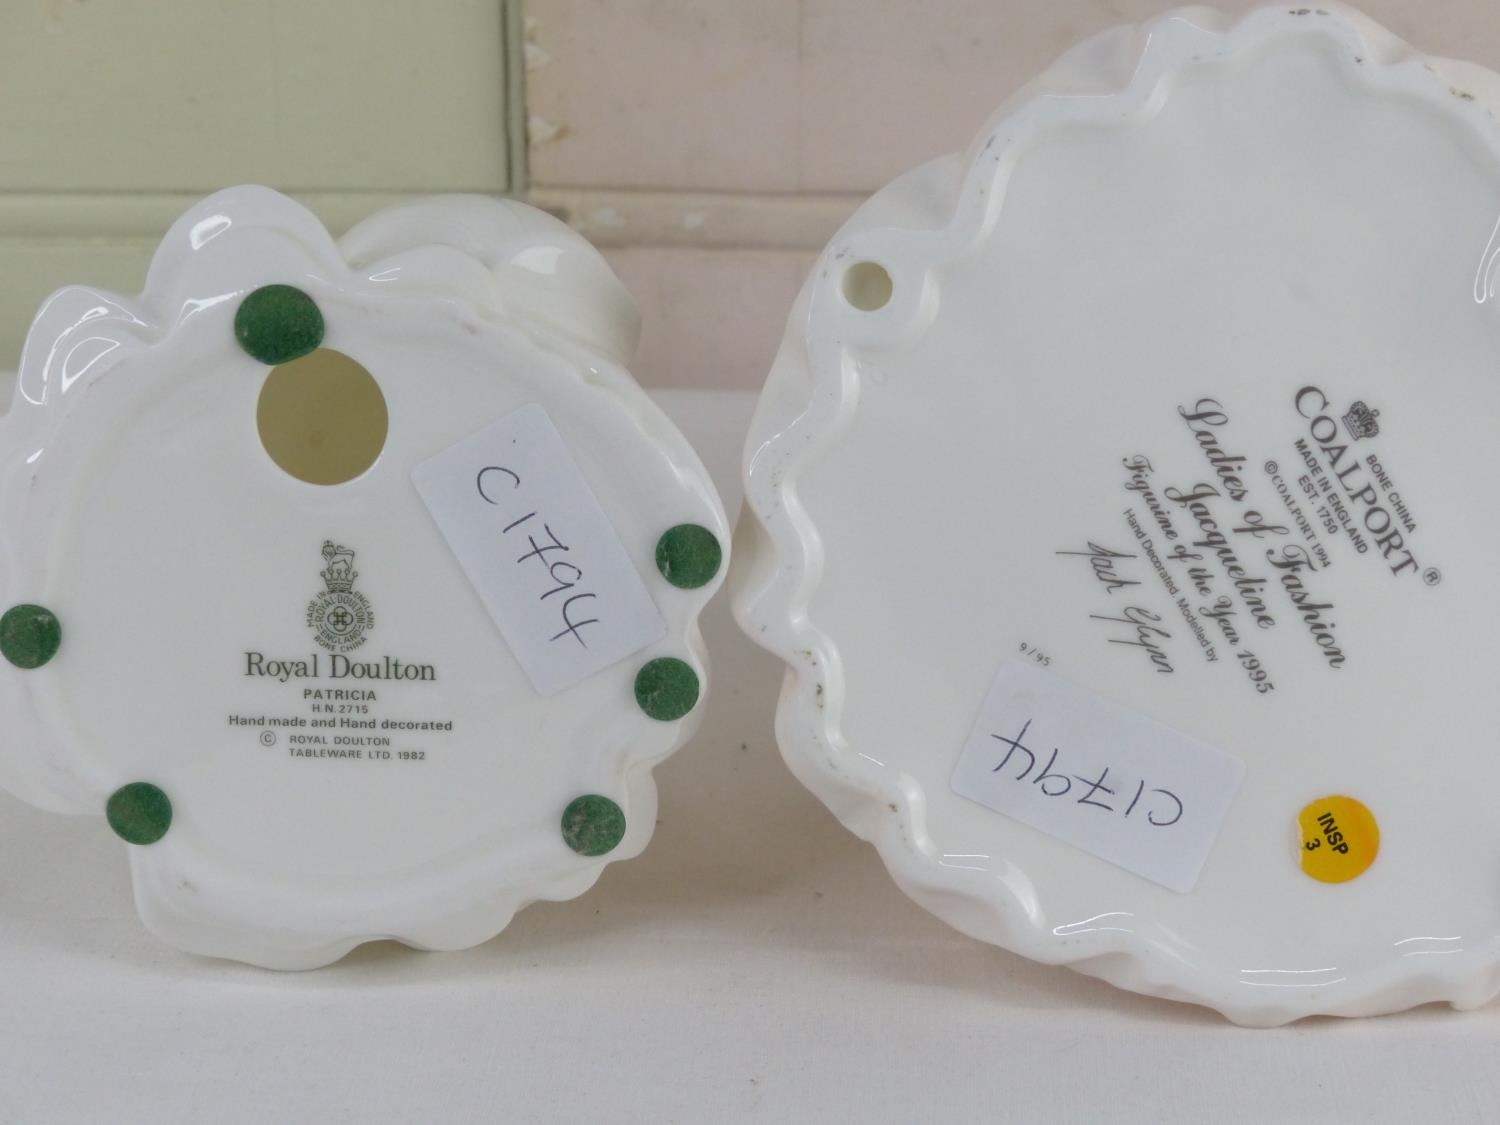 MADE IN ENGLAND
ROYAL DOULTON
ENGLAND
BONE CHINA
Royal Doulton
PATRICIA
H.N. 2715
Hand made and Hand decorated
© ROYAL DOULTON
TABLEWARE LTD. 1982
C1794
BONE CHINA
COALPORT®
MADE IN ENGLAND
EST. 1750
©COALPORT 1994
Ladies of Fashion
Jacqueline
Figurine of the Year 1995
Hand Decorated. Modelled by
Jack Glynn
9/95
C1794
INSP
3